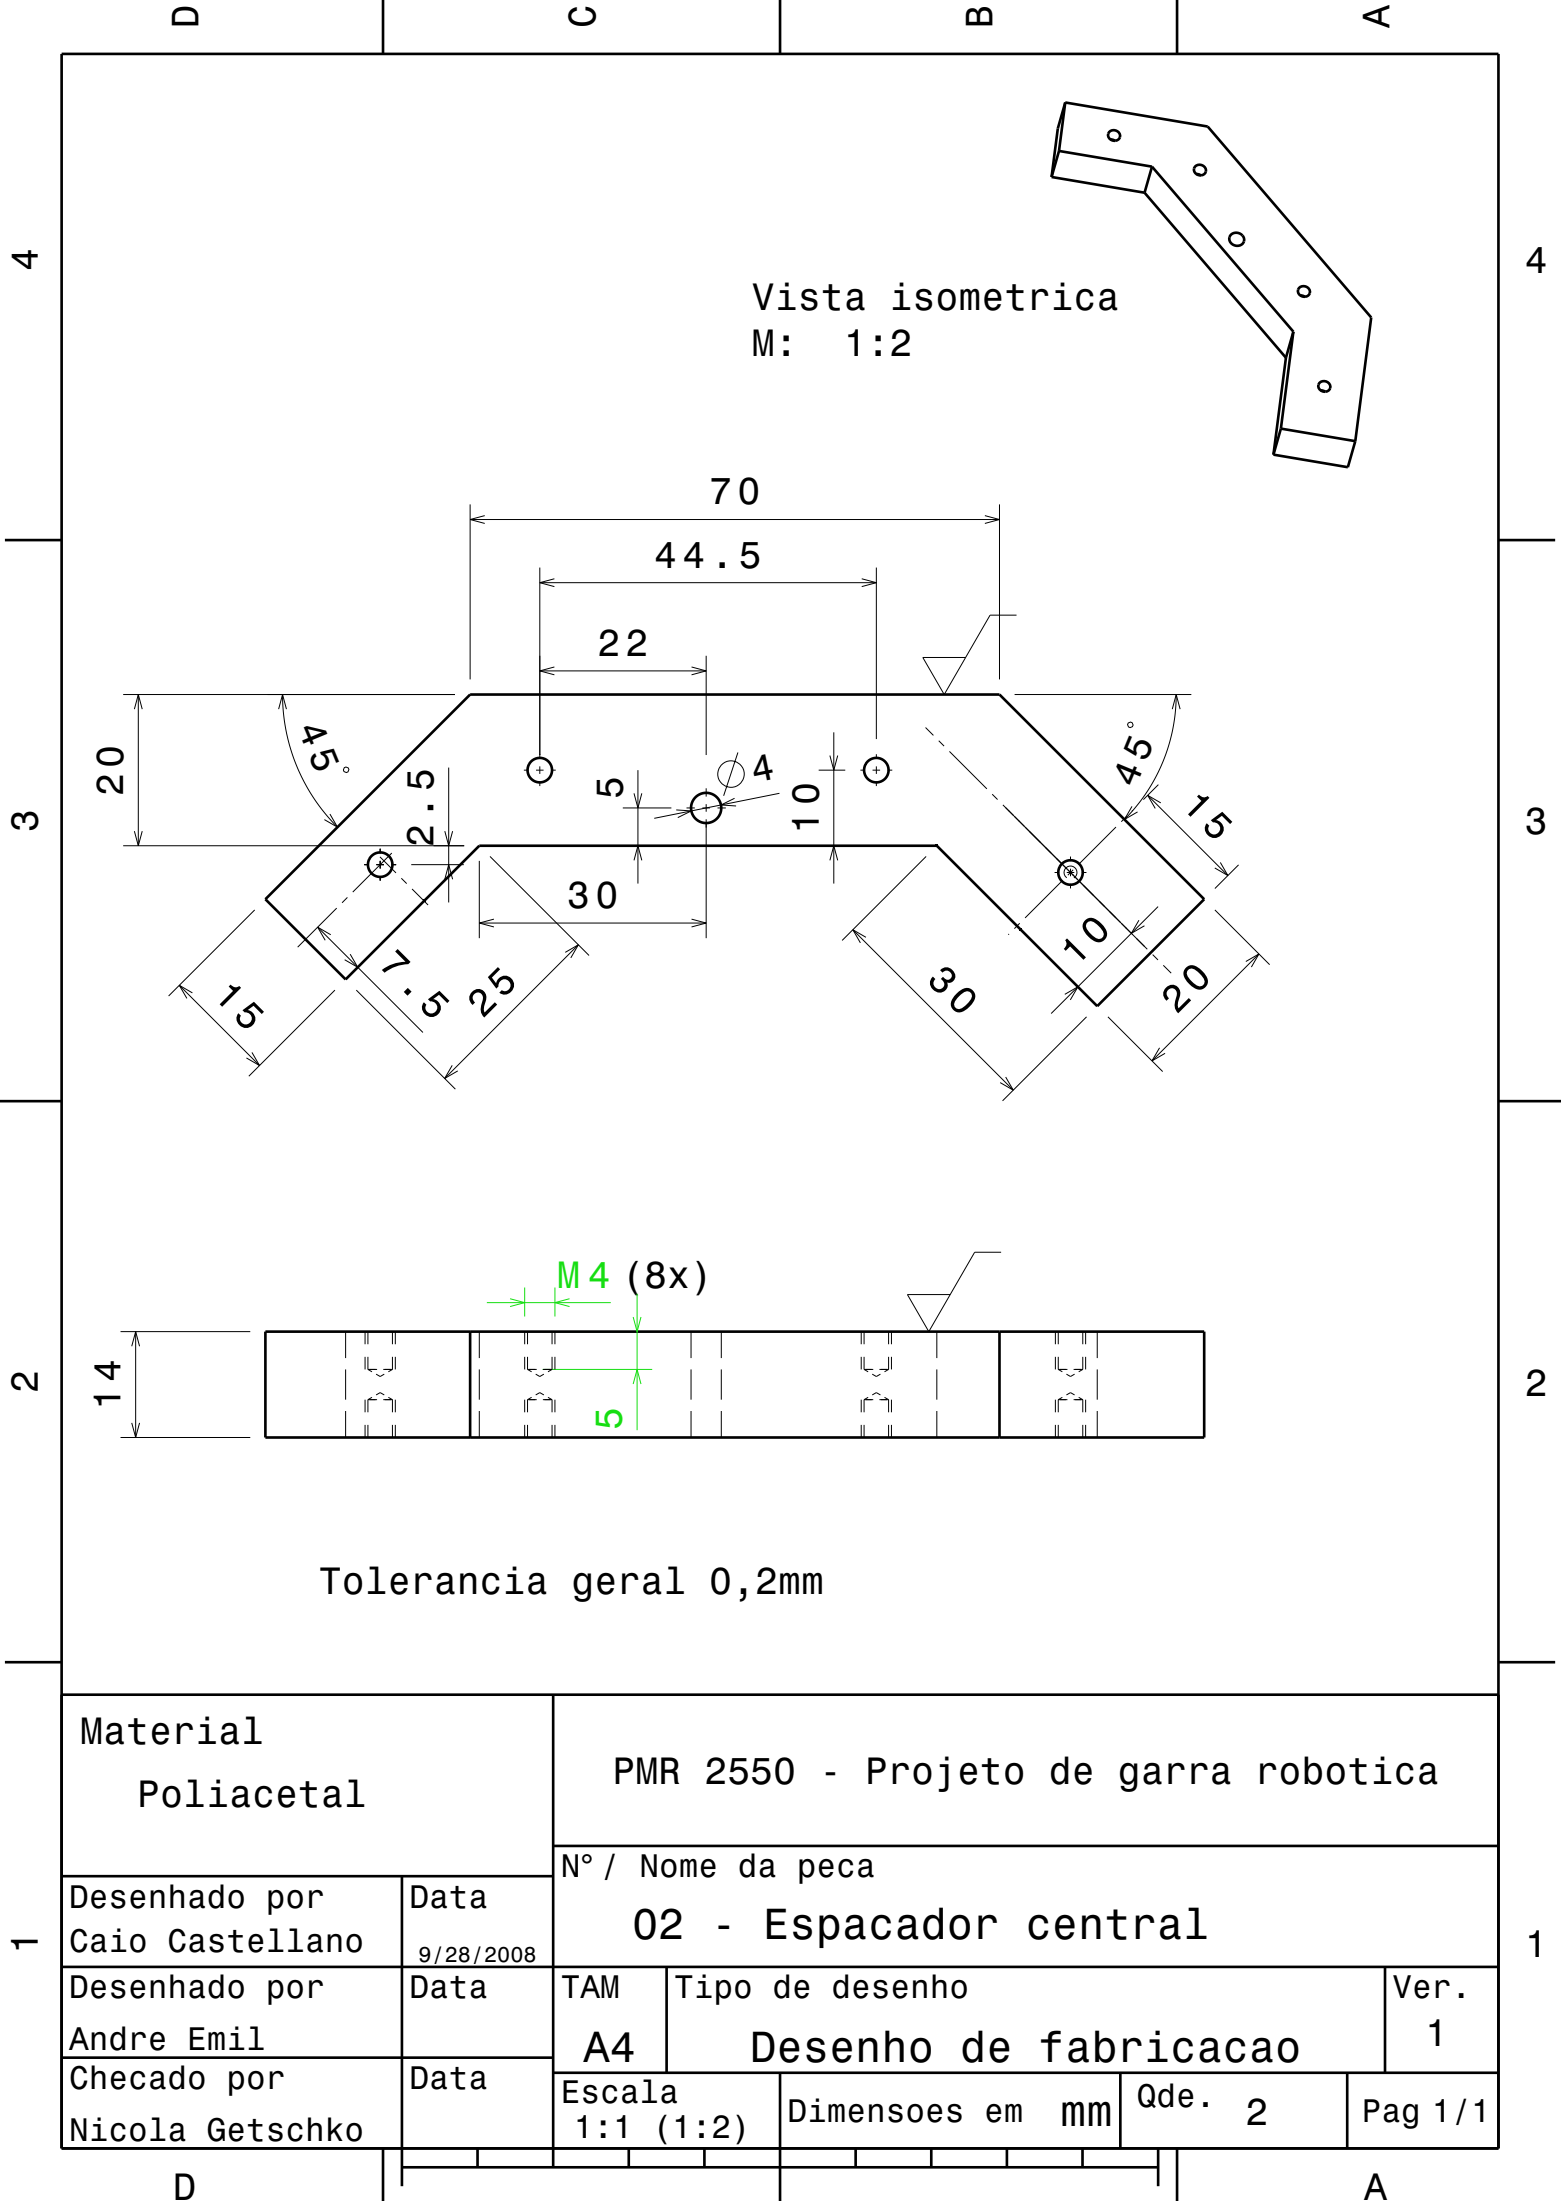 D
C
B
A
4
4
Vista isometrica
M: 1:2
70
44.5
22
20
45°
2.5
5
∅4
10
45°
15
3
3
30
15
7.5
25
30
10
20
M4 (8x)
14
5
2
2
Tolerancia geral 0,2mm
Material
Poliacetal
PMR 2550 - Projeto de garra robotica
N°/ Nome da peca
02 - Espacador central
Desenhado por
Caio Castellano
Data
9/28/2008
1
1
Desenhado por
Andre Emil
Data
TAM
A4
Tipo de desenho
Desenho de fabricacao
Ver.
1
Checado por
Nicola Getschko
Data
Escala
1:1 (1:2)
Dimensoes em mm
Qde. 2
Pag 1/1
D
A